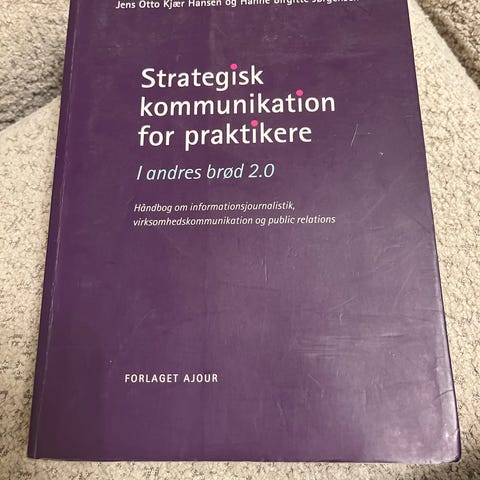 Jens Otto Kjær Hansen og Hanne Birgitte Jørgensen
Strategisk
kommunikation
for praktikere
I andres brød 2.0
Håndbog om informationsjournalistik,
virksomhedskommunikation og public relations
FORLAGET AJOUR